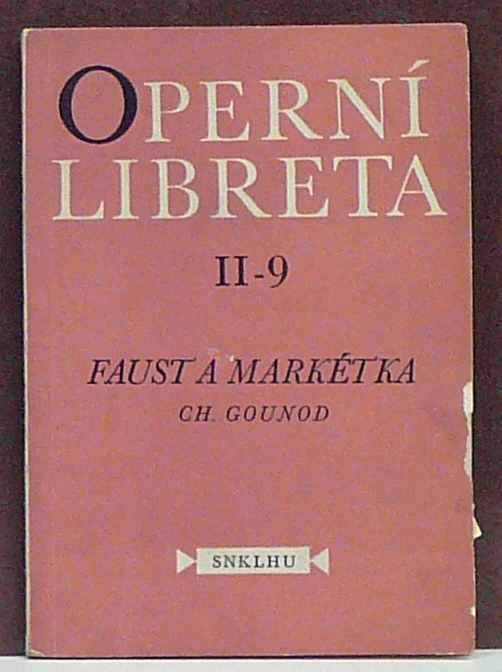 OPERNÍ
LIBRETA
II-9
FAUST A MARKÉTKA
CH. GOUNOD
SNKLHU